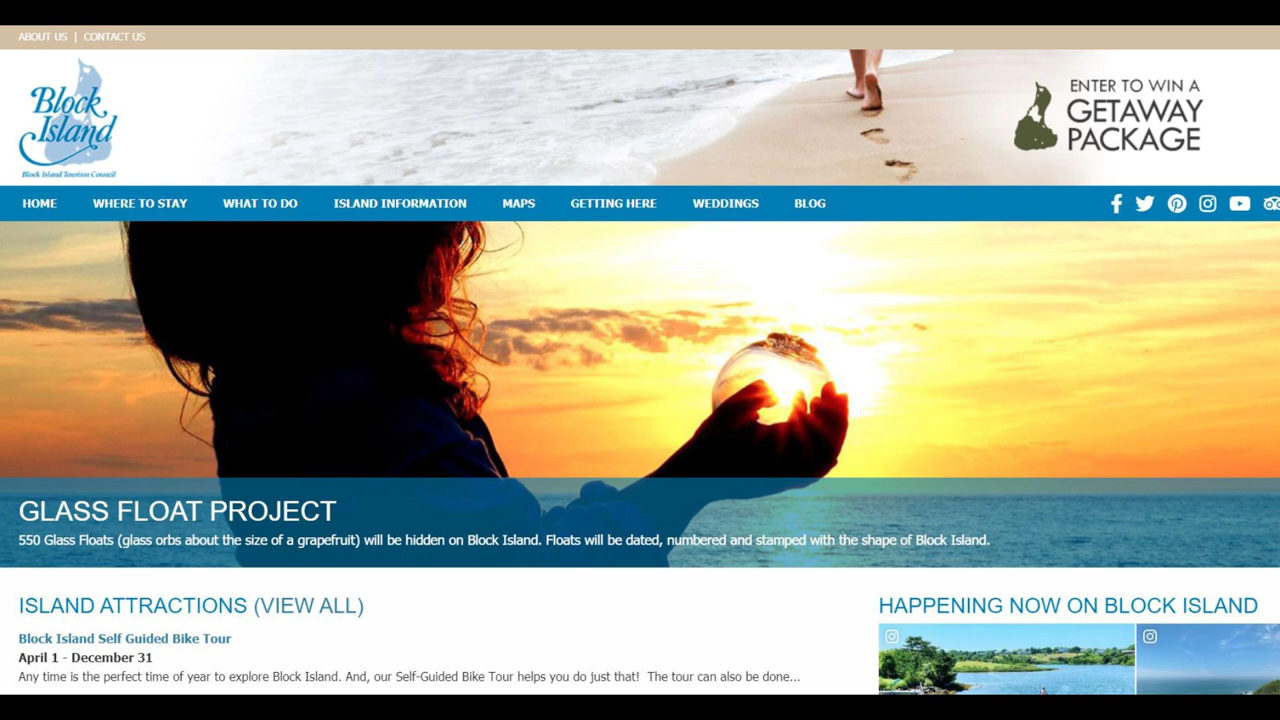 ABOUT US | CONTACT US
Block Island
Block Island Tourism Council
ENTER TO WIN A
GETAWAY
PACKAGE
HOME WHERE TO STAY WHAT TO DO ISLAND INFORMATION MAPS GETTING HERE WEDDINGS BLOG
GLASS FLOAT PROJECT
550 Glass Floats (glass orbs about the size of a grapefruit) will be hidden on Block Island. Floats will be dated, numbered and stamped with the shape of Block Island.
ISLAND ATTRACTIONS (VIEW ALL)
Block Island Self Guided Bike Tour
April 1 - December 31
Any time is the perfect time of year to explore Block Island. And, our Self-Guided Bike Tour helps you do just that! The tour can also be done...
HAPPENING NOW ON BLOCK ISLAND